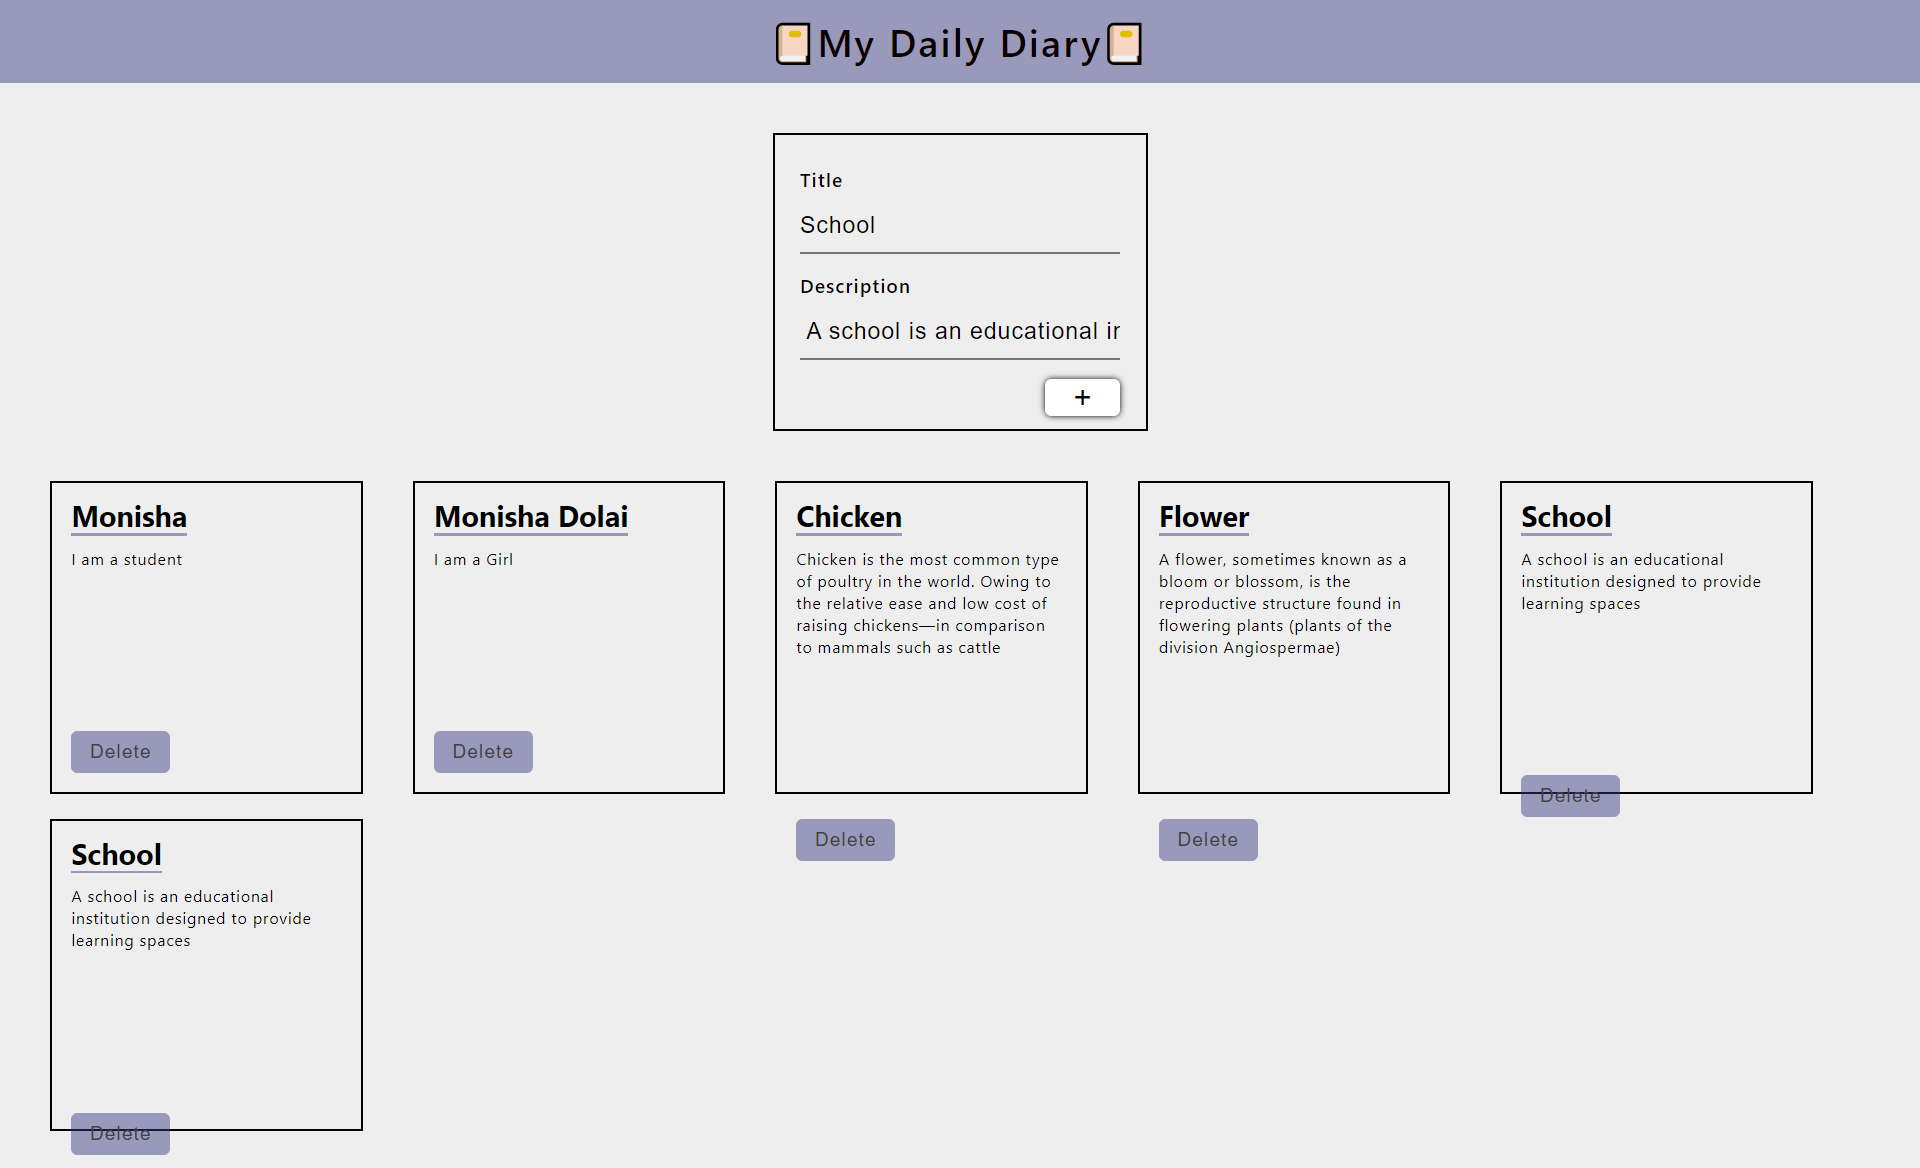 My Daily Diary
Title
School
Description
A school is an educational
+
Monisha
I am a student
Delete
Monisha Dolai
I am a Girl
Delete
Chicken
Chicken is the most common type
of poultry in the world. Owing to
the relative ease and low cost of
raising chickens—in comparison
to mammals such as cattle
Delete
Flower
A flower, sometimes known as a
bloom or blossom, is the
reproductive structure found in
flowering plants (plants of the
division Angiospermae)
Delete
School
A school is an educational
institution designed to provide
learning spaces
Delete
School
A school is an educational
institution designed to provide
learning spaces
Delete